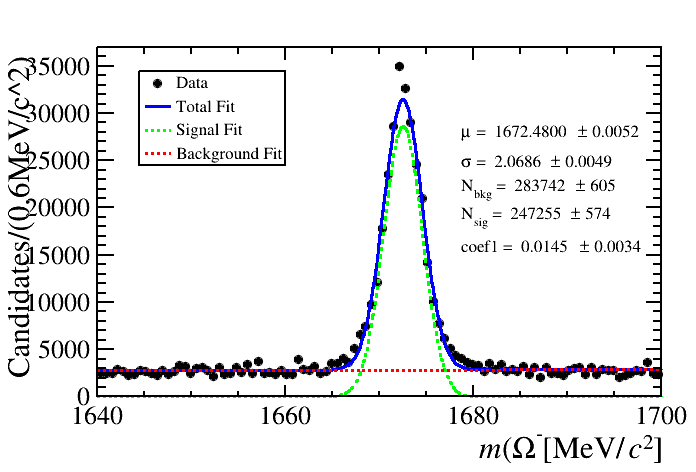 Candidates/(0.6MeV/c^2)
35000
30000
25000
20000
15000
10000
5000
0
Data
Total Fit
Signal Fit
Background Fit
μ = 1672.4800 ± 0.0052
σ = 2.0686 ± 0.0049
N_bkg = 283742 ± 605
N_sig = 247255 ± 574
coef1 = 0.0145 ± 0.0034
1640 1660 1680 1700
m(Ω⁻[MeV/c²]